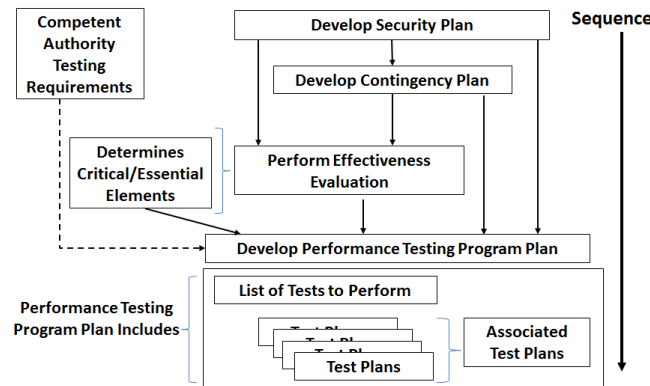 Competent
Authority
Testing
Requirements
Develop Security Plan
Sequence
Develop Contingency Plan
Determines
Critical/Essential
Elements
Perform Effectiveness
Evaluation
Develop Performance Testing Program Plan
Performance Testing
Program Plan Includes
List of Tests to Perform
Test Plans
Associated
Test Plans